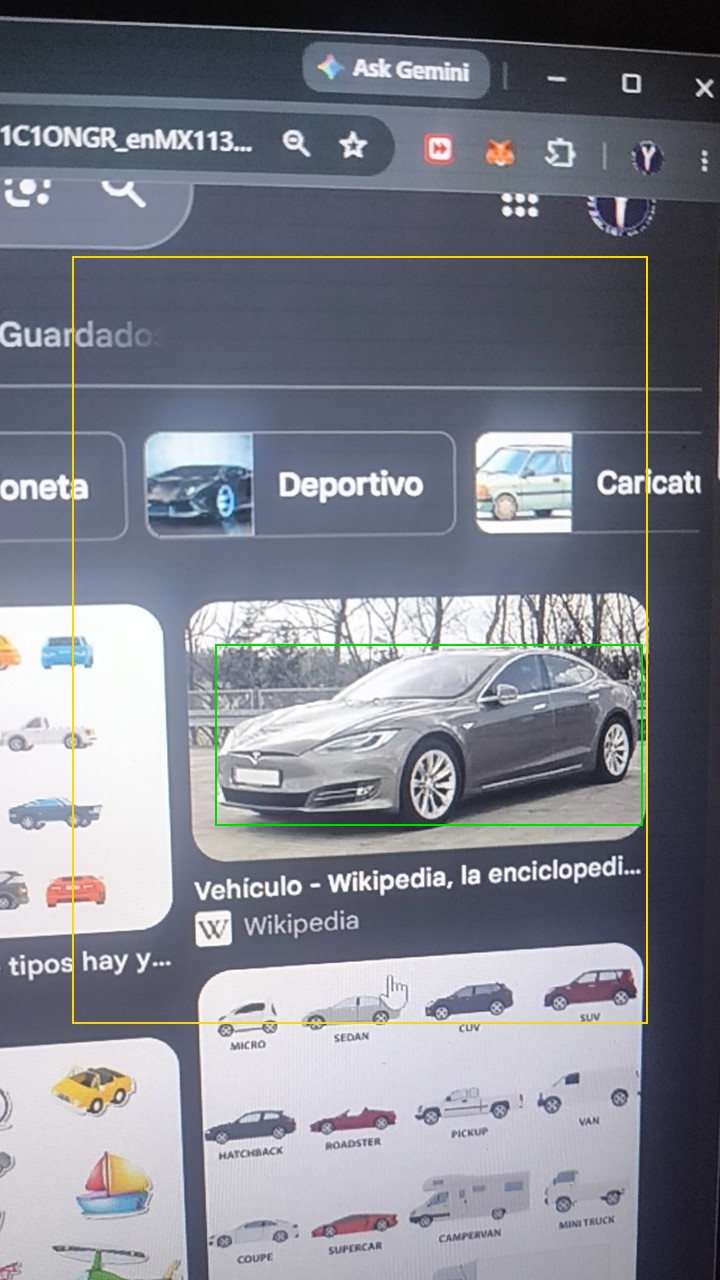 Ask Gemini
1C1ONGR_enMX113...
Y
Guardados
oneta
Deportivo
Caricatu
Vehículo - Wikipedia, la enciclopedi...
W Wikipedia
tipos hay y...
MICRO
SEDAN
CUV
SUV
HATCHBACK
ROADSTER
PICKUP
VAN
COUPE
SUPERCAR
CAMPERVAN
MINI TRUCK